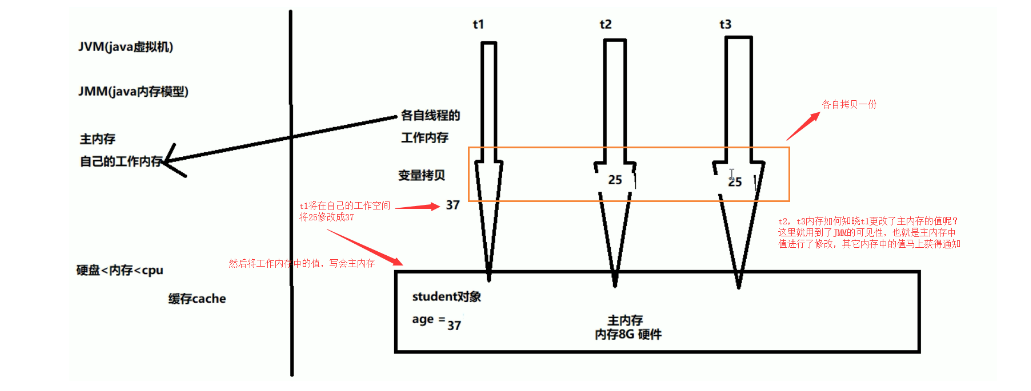 t1
t2
t3
JVM(java虚拟机)
JMM(java内存模型)
主内存
自己的工作内存
各自线程的
工作内存
各自拷贝一份
变量拷贝
25
25
37
t1将在自己的工作空间
将25修改成37
t2，t3内存如何知晓t1更改了主内存的值呢？
这里就用到了JMM的可见性，也就是主内存中
值进行了修改，其它内存中的值马上获得通知
然后将工作内存中的值，写会主内存
硬盘<内存<cpu
缓存cache
student对象
age = 37
主内存
内存8G 硬件